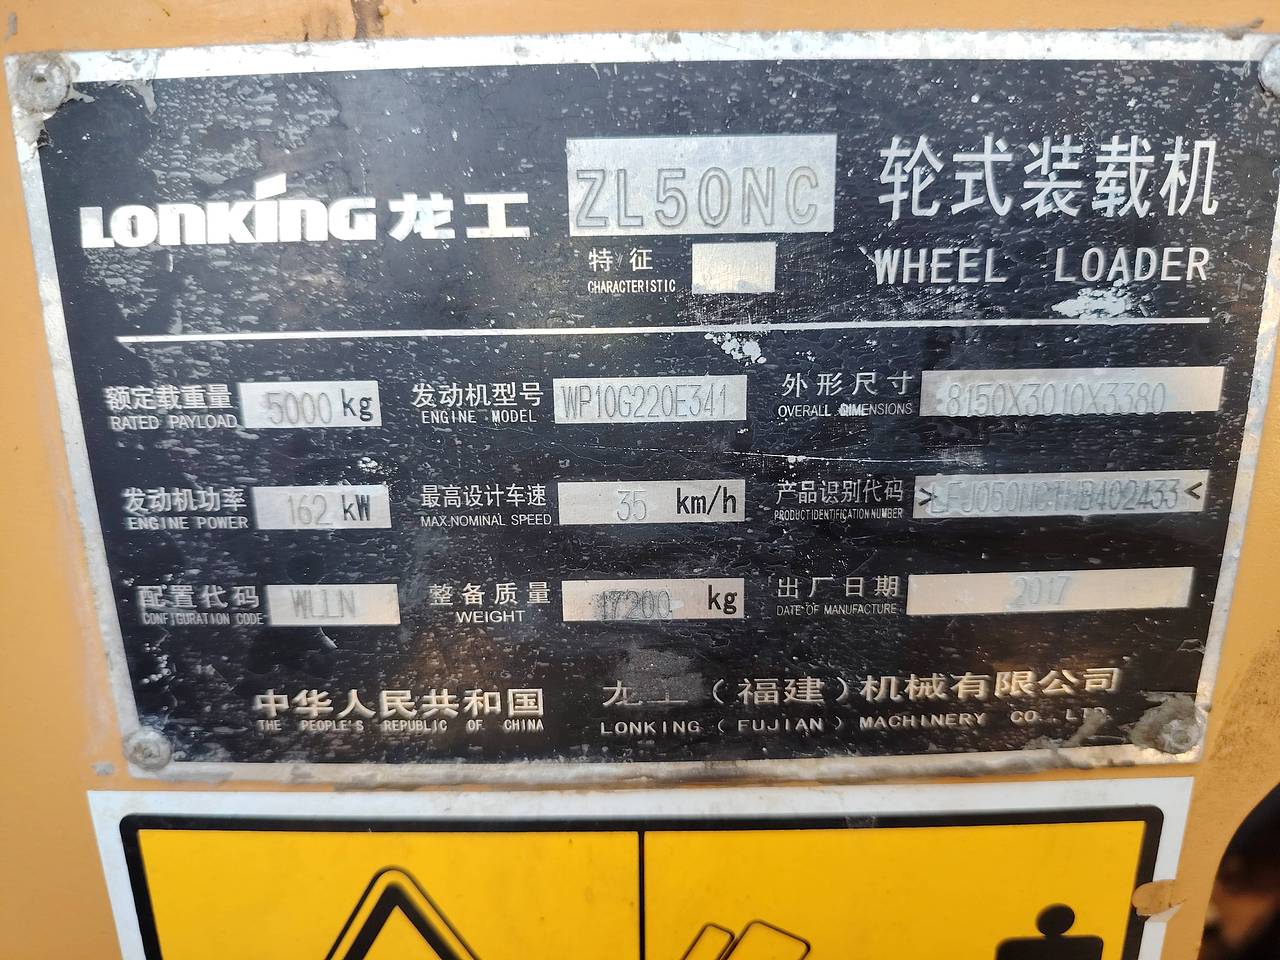 LONKING 龙工 ZL50NC 轮式装载机
特征
CHARACTERISTIC
WHEEL LOADER
额定载重量 5000 kg
RATED PAYLOAD
发动机型号 WP10G220E341
ENGINE MODEL
外形尺寸 8150X3010X3380
OVERALL DIMENSIONS
发动机功率 162 kW
ENGINE POWER
最高设计车速 35 km/h
MAX.NOMINAL SPEED
产品识别代码
PRODUCT IDENTIFICATION NUMBER
配置代码 WLLN
CONFIGURATION CODE
整备质量 17200 kg
WEIGHT
出厂日期 2017
DATE OF MANUFACTURE
中华人民共和国
THE PEOPLE'S REPUBLIC OF CHINA
龙工(福建)机械有限公司
LONKING (FUJIAN) MACHINERY CO., LTD